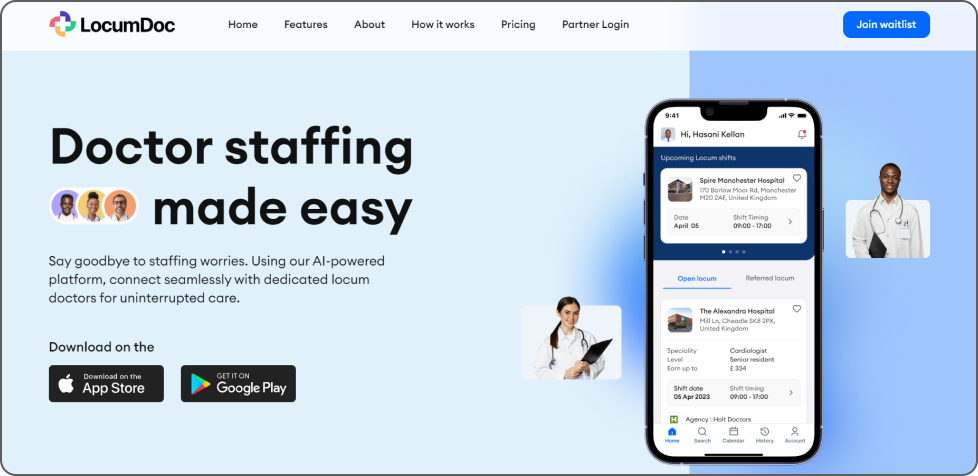 LocumDoc
Home Features About How it works Pricing Partner Login
Join waitlist
Doctor staffing
made easy
Say goodbye to staffing worries. Using our AI-powered
platform, connect seamlessly with dedicated locum
doctors for uninterrupted care.
Download on the
Download on the
App Store
GET IT ON
Google Play
9:41
Hi, Hasani Kellan
Upcoming Locum shifts
Spire Manchester Hospital
170 Barlow Moor Rd, Manchester
M20 2AF, United Kingdom
Date Shift Timing
April 05 09:00 - 17:00
Open locum Referred locum
The Alexandra Hospital
Mill Ln, Cheadle SK8 2PX,
United Kingdom
Speciality Cardiologist
Level Senior resident
Earn up to £ 334
Shift date Shift timing
05 Apr 2023 09:00 - 17:00
H Agency : Holt Doctors
Home Search Calendar History Account